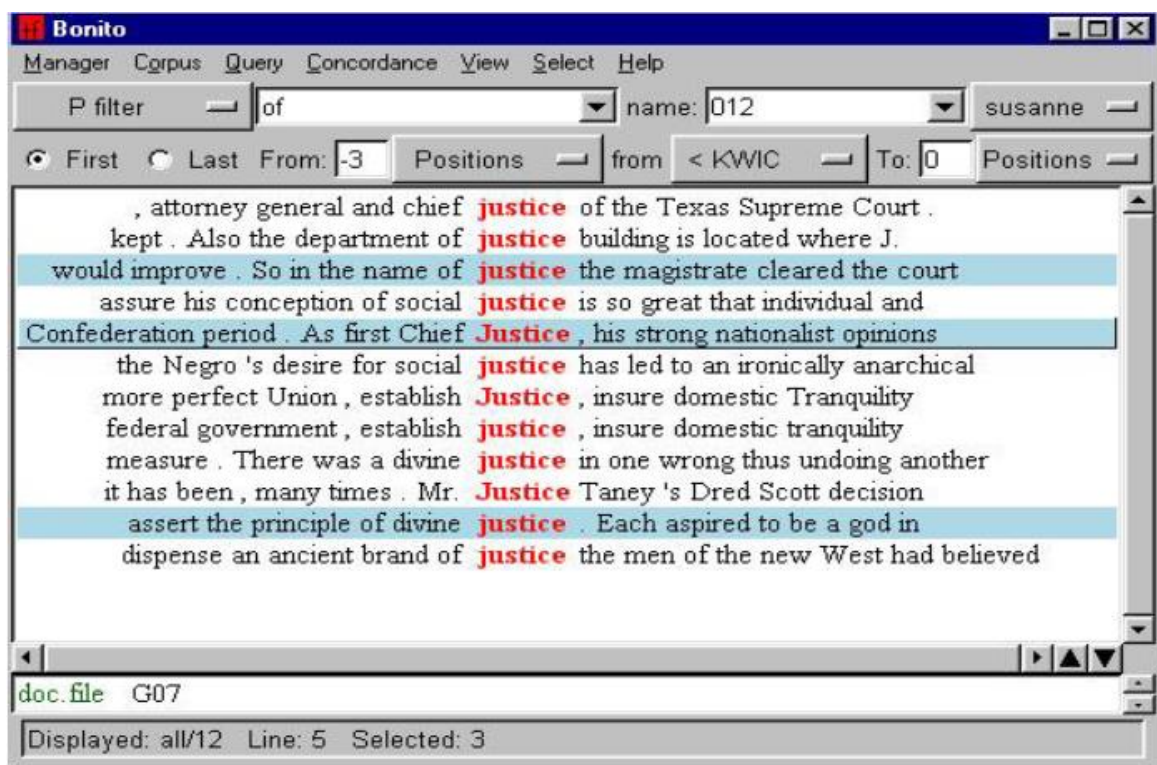 Bonito
Manager Corpus Query Concordance View Select Help
P filter of name: 012 susanne
First Last From: -3 Positions from < KWIC To: 0 Positions
, attorney general and chief justice of the Texas Supreme Court .
kept . Also the department of justice building is located where J.
would improve . So in the name of justice the magistrate cleared the court
assure his conception of social justice is so great that individual and
Confederation period . As first Chief Justice , his strong nationalist opinions
the Negro 's desire for social justice has led to an ironically anarchical
more perfect Union , establish Justice , insure domestic Tranquility
federal government , establish justice , insure domestic tranquility
measure . There was a divine justice in one wrong thus undoing another
it has been , many times . Mr. Justice Taney 's Dred Scott decision
assert the principle of divine justice . Each aspired to be a god in
dispense an ancient brand of justice the men of the new West had believed
doc.file G07
Displayed: all/12 Line: 5 Selected: 3